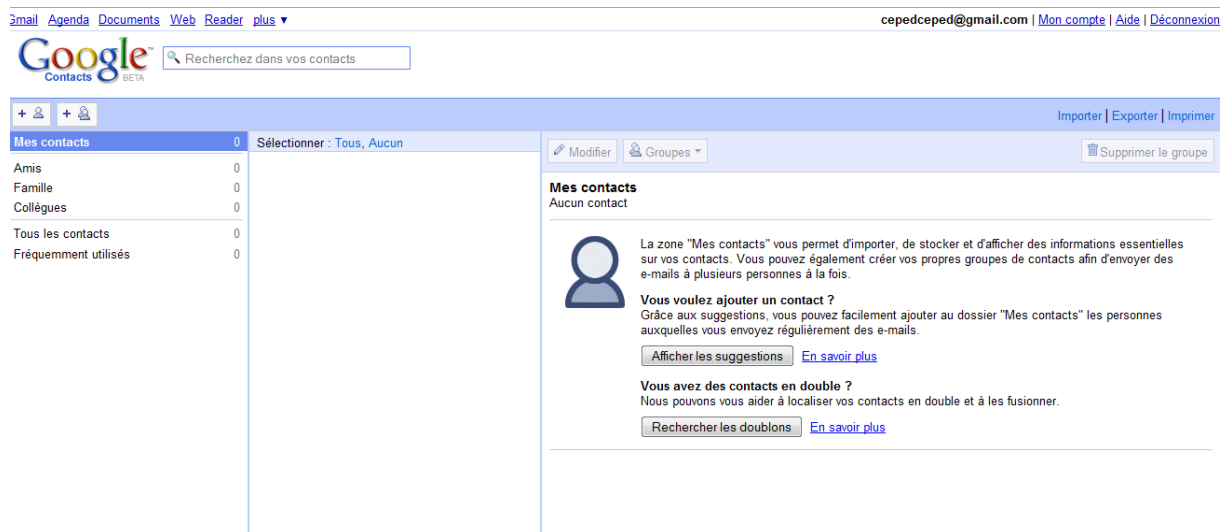 Gmail Agenda Documents Web Reader plus ▼
cepedceped@gmail.com | Mon compte | Aide | Déconnexion
Google™
Contacts BETA
Recherchez dans vos contacts
Importer | Exporter | Imprimer
Mes contacts 0
Amis 0
Famille 0
Collègues 0
Tous les contacts 0
Fréquemment utilisés 0
Sélectionner : Tous, Aucun
Modifier Groupes ▼ Supprimer le groupe
Mes contacts
Aucun contact
La zone "Mes contacts" vous permet d'importer, de stocker et d'afficher des informations essentielles
sur vos contacts. Vous pouvez également créer vos propres groupes de contacts afin d'envoyer des
e-mails à plusieurs personnes à la fois.
Vous voulez ajouter un contact ?
Grâce aux suggestions, vous pouvez facilement ajouter au dossier "Mes contacts" les personnes
auxquelles vous envoyez régulièrement des e-mails.
Afficher les suggestions En savoir plus
Vous avez des contacts en double ?
Nous pouvons vous aider à localiser vos contacts en double et à les fusionner.
Rechercher les doublons En savoir plus